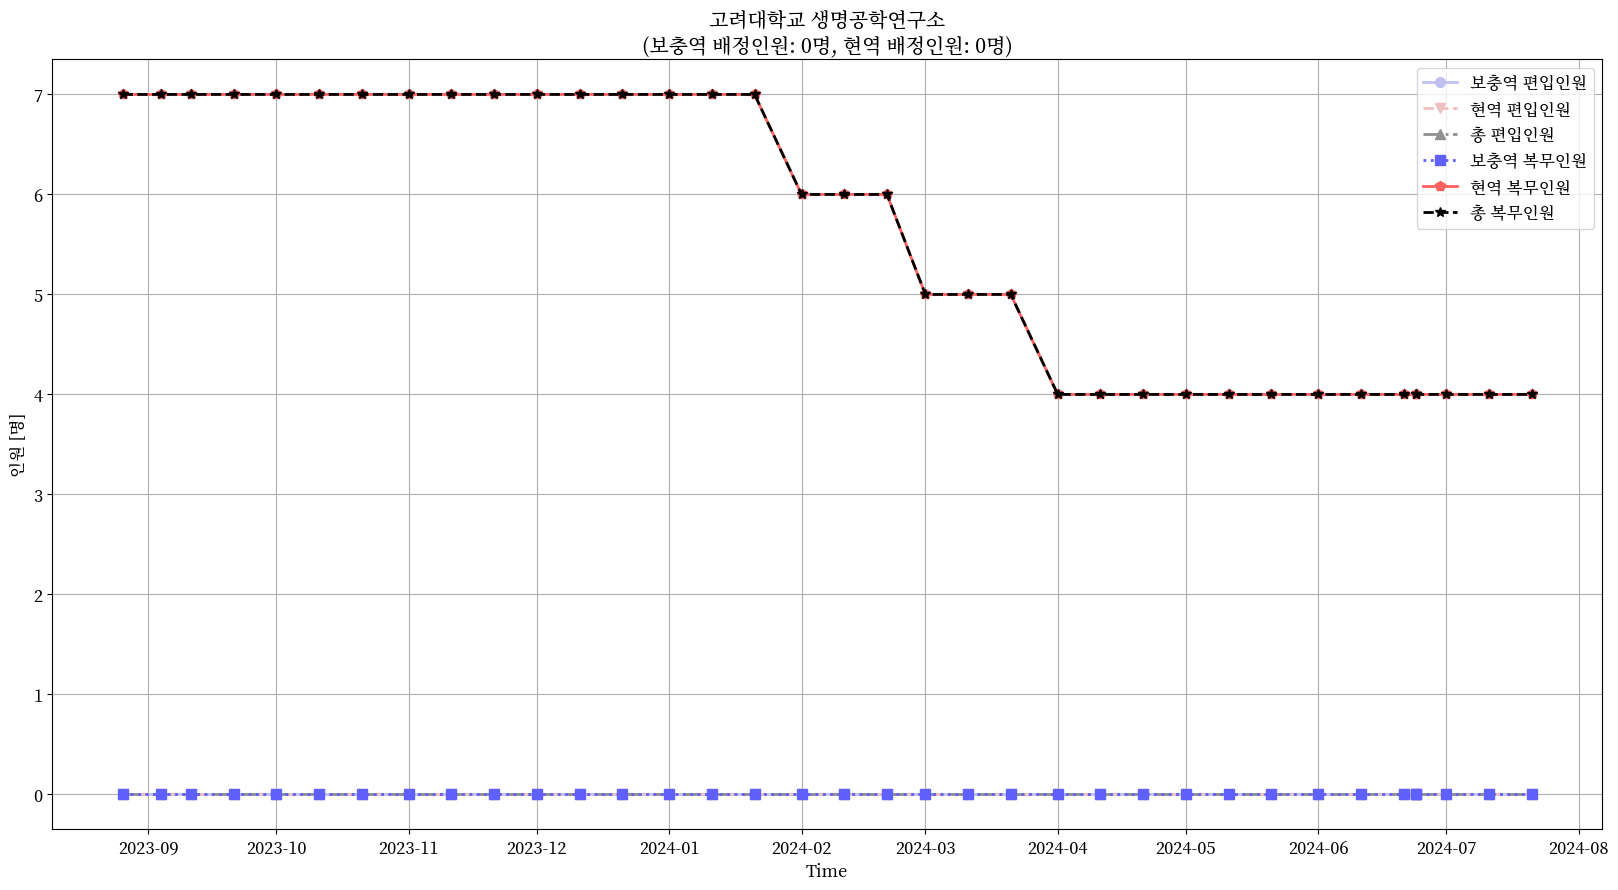 고려대학교 생명공학연구소
(보충역 배정인원: 0명, 현역 배정인원: 0명)
보충역 편입인원
현역 편입인원
총 편입인원
보충역 복무인원
현역 복무인원
총 복무인원
인원 [명]
7
6
5
4
3
2
1
0
2023-09 2023-10 2023-11 2023-12 2024-01 2024-02 2024-03 2024-04 2024-05 2024-06 2024-07 2024-08
Time